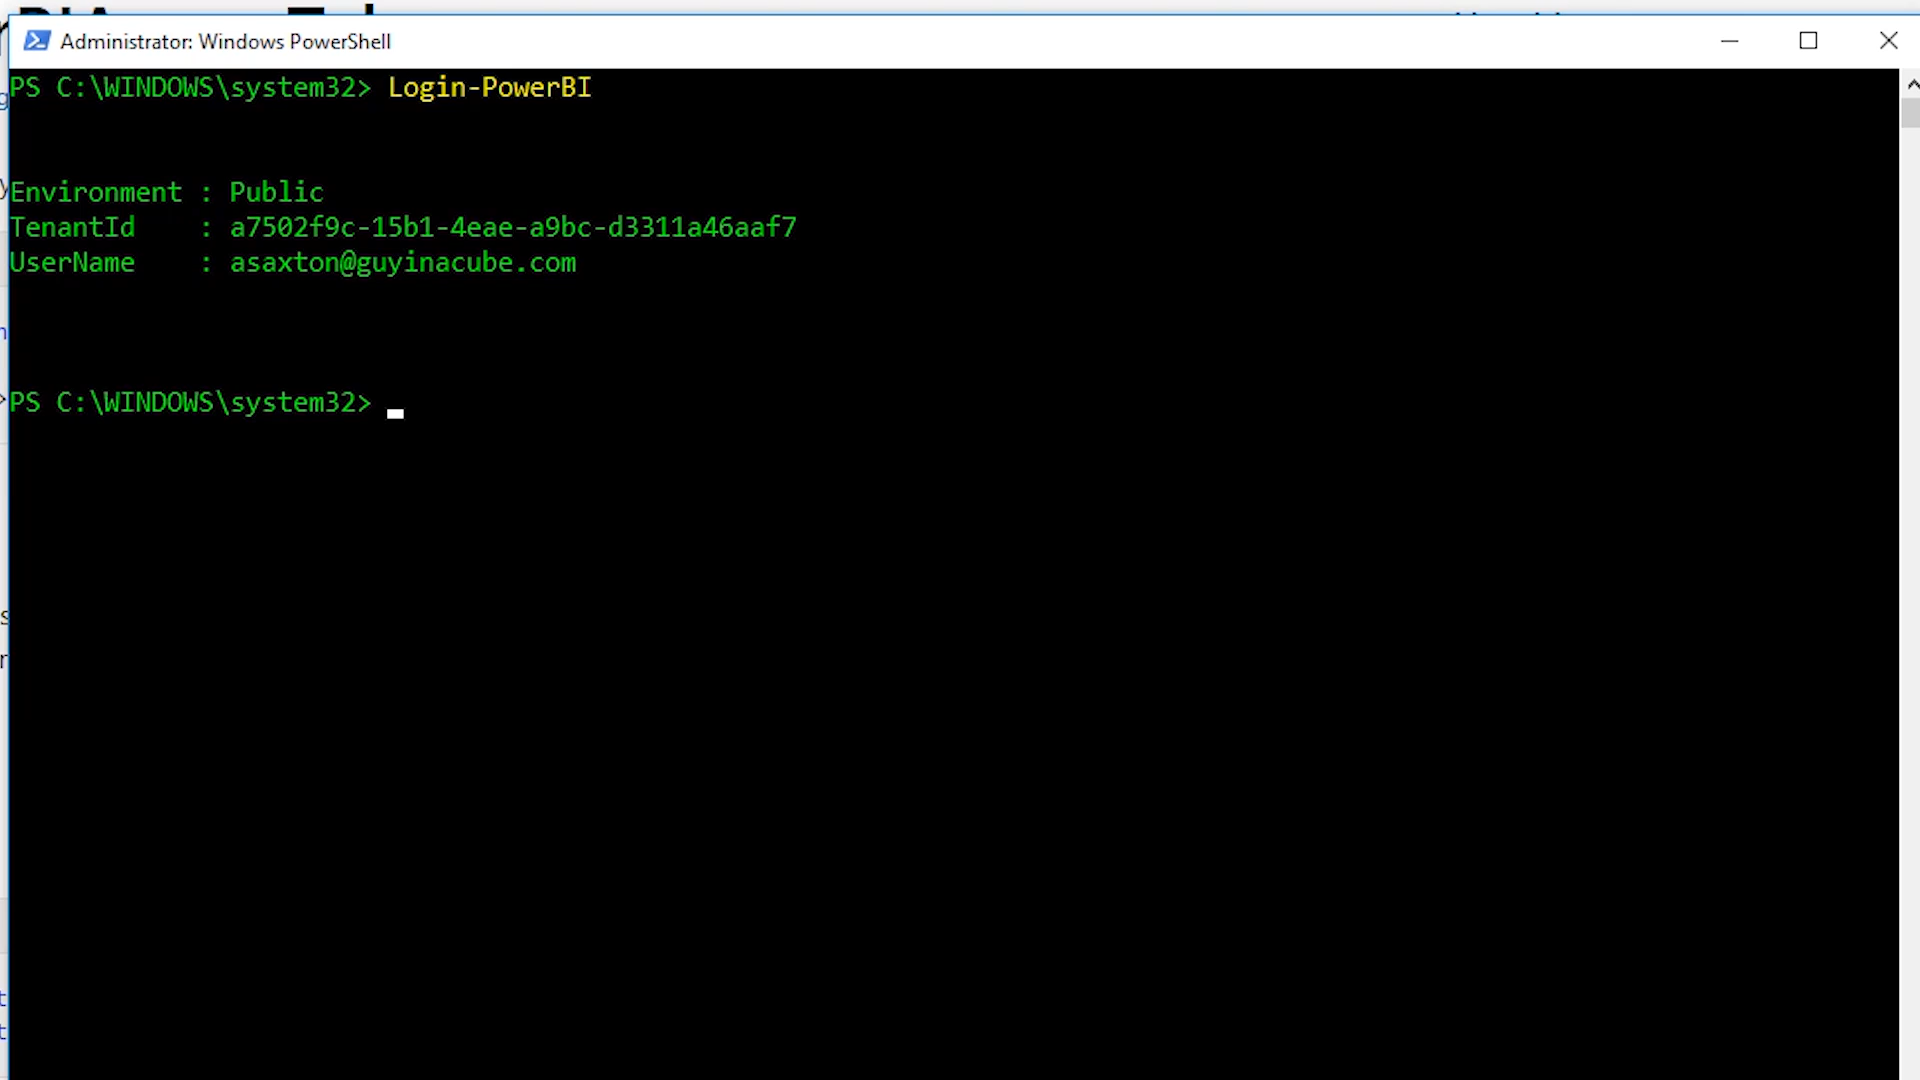 Administrator: Windows PowerShell
PS C:\WINDOWS\system32> Login-PowerBI
Environment : Public
TenantId : a7502f9c-15b1-4eae-a9bc-d3311a46aaf7
UserName : asaxton@guyinacube.com
PS C:\WINDOWS\system32>